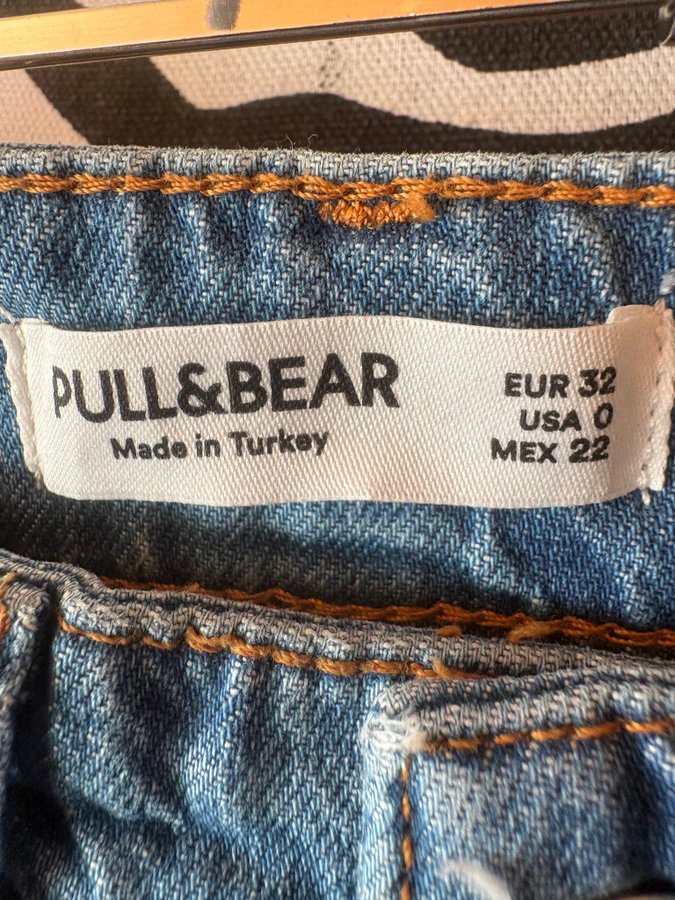 PULL&BEAR
Made in Turkey
EUR 32
USA 0
MEX 22